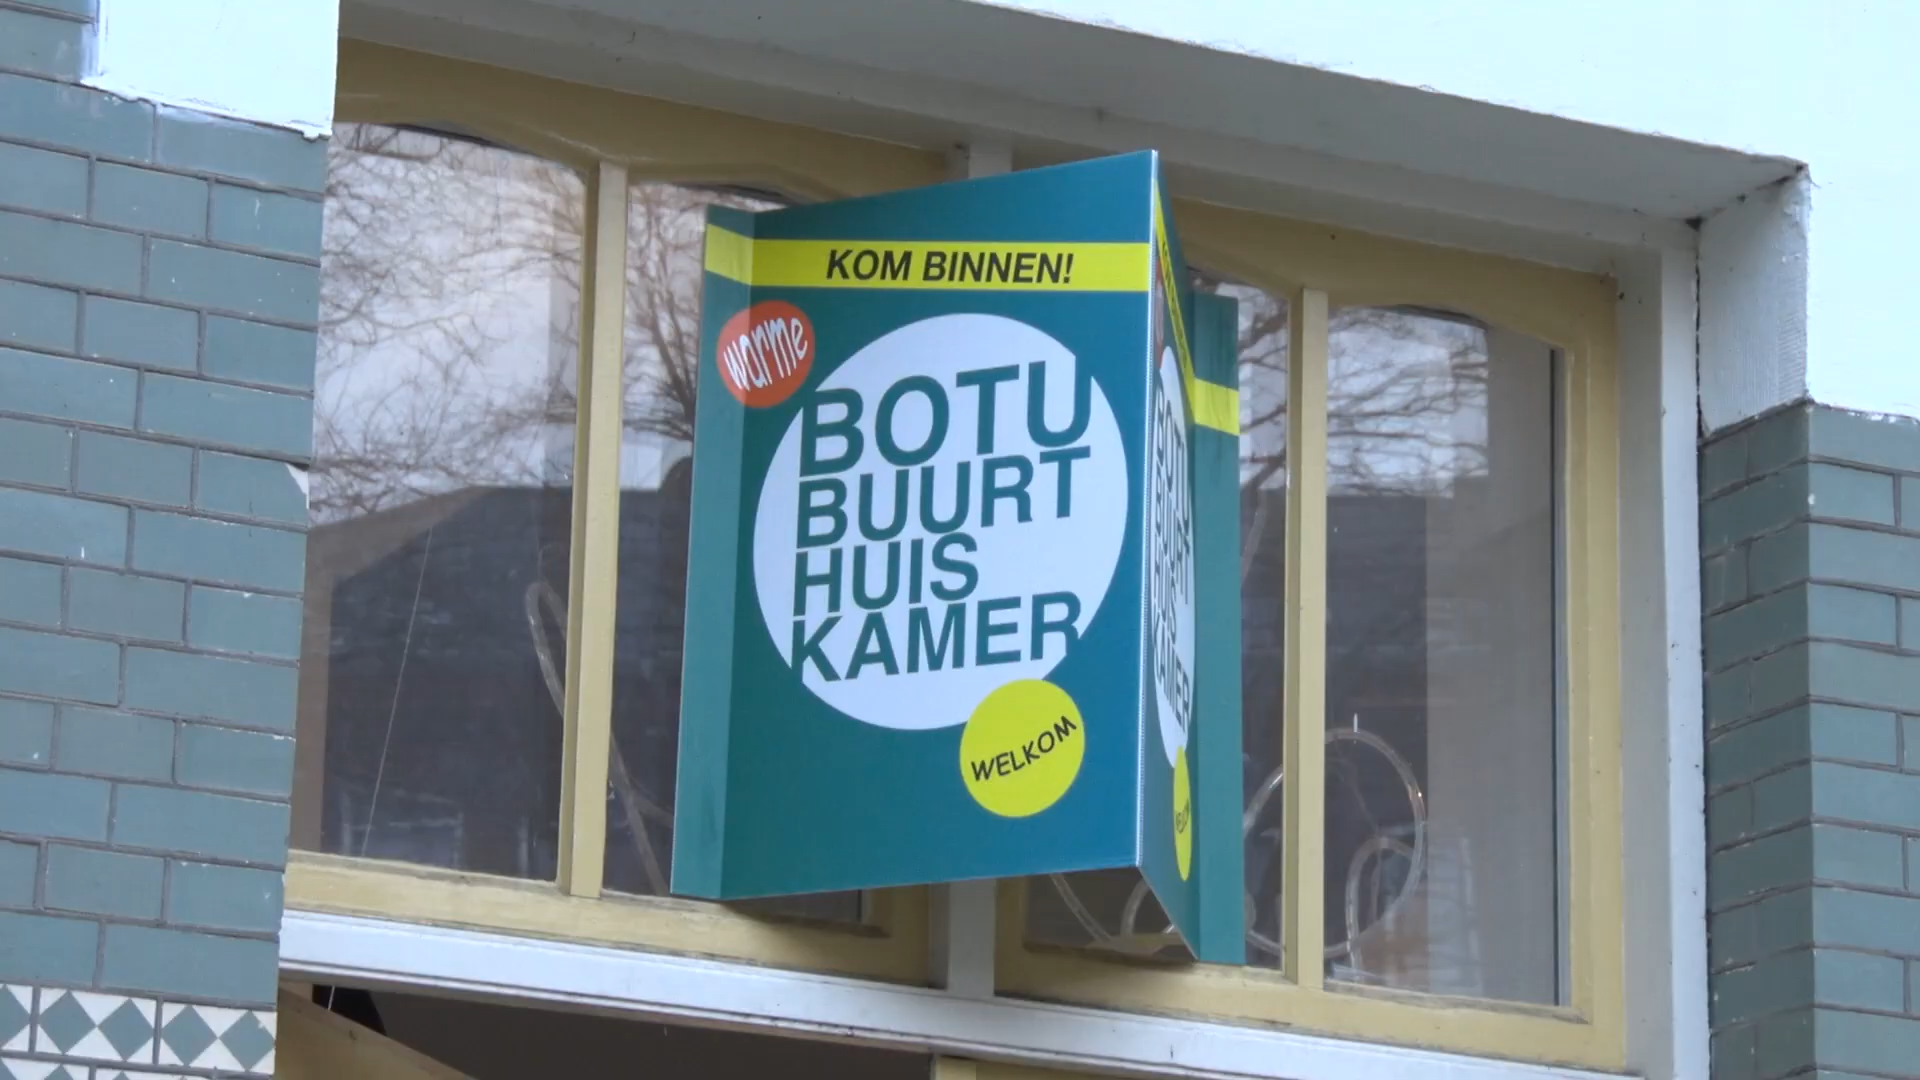 KOM BINNEN!
warme
BOTU
BUURT
HUIS
KAMER
WELKOM
BOTU
BUURT
HUIS
KAMER